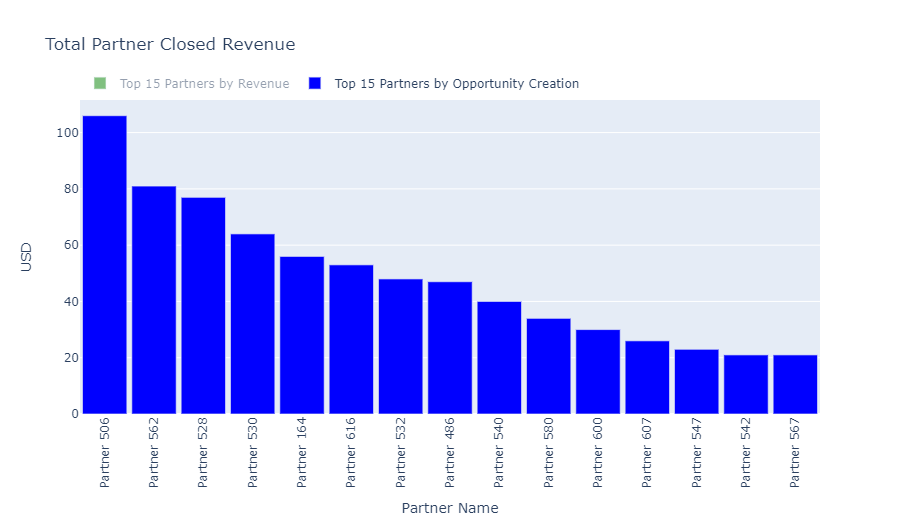 Total Partner Closed Revenue
Top 15 Partners by Revenue
Top 15 Partners by Opportunity Creation
USD
100
80
60
40
20
0
Partner 506
Partner 562
Partner 528
Partner 530
Partner 164
Partner 616
Partner 532
Partner 486
Partner 540
Partner 580
Partner 600
Partner 607
Partner 547
Partner 542
Partner 567
Partner Name